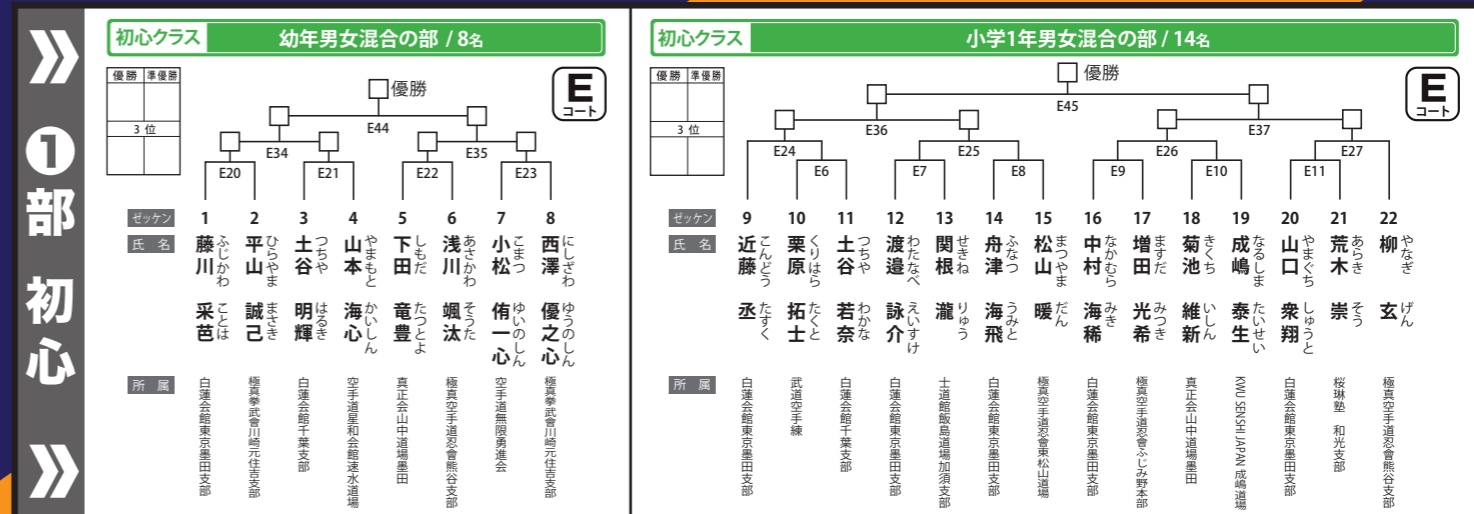 ❶部 初心
初心クラス 幼年男女混合の部 / 8名
優勝 準優勝
3位
優勝
E コート
E44
E34 E35
E20 E21 E22 E23
ゼッケン 1 2 3 4 5 6 7 8
氏名
藤川 采芭 ふじかわ ことは
平山 誠己 ひらやま まさき
土谷 明輝 つちや はるき
山本 海心 やまもと かいしん
下田 竜豊 しもだ たつとよ
浅川 颯汰 あさかわ そうた
小松 侑一心 こまつ ゆいのしん
西澤 優之心 にしざわ ゆうのしん
所属
白蓮会館東京墨田支部
極真拳武會川崎元住吉支部
白蓮会館千葉支部
空手道星和会館速水道場
真正会山中道場墨田
極真空手道忍會熊谷支部
空手道無限勇進会
極真拳武會川崎元住吉支部
初心クラス 小学1年男女混合の部 / 14名
優勝 準優勝
3位
優勝
E コート
E45
E36 E37
E24 E25 E26 E27
E6 E7 E8 E9 E10 E11
ゼッケン 9 10 11 12 13 14 15 16 17 18 19 20 21 22
氏名
近藤 丞 こんどう たすく
栗原 拓士 くりはら たくと
土谷 若奈 つちや わかな
渡邉 詠介 わたなべ えいすけ
関根 瀧 せきね りゅう
舟津 海飛 ふなつ うみと
松山 暖 まつやま だん
中村 海稀 なかむら みき
増田 光希 ますだ みつき
菊池 維新 きくち いしん
成嶋 泰生 なるしま たいせい
山口 衆翔 やまぐち しゅうと
荒木 崇 あらき そう
柳 玄 やなぎ げん
所属
白蓮会館東京墨田支部
武道空手練
白蓮会館千葉支部
白蓮会館東京墨田支部
士道館飯島道場加須支部
白蓮会館東京墨田支部
極真空手道忍會東松山道場
白蓮会館東京墨田支部
極真空手道忍會ふじみ野本部
真正会山中道場墨田
KWU SENSHI JAPAN 成嶋道場
白蓮会館東京墨田支部
桜琳塾 和光支部
極真空手道忍會熊谷支部